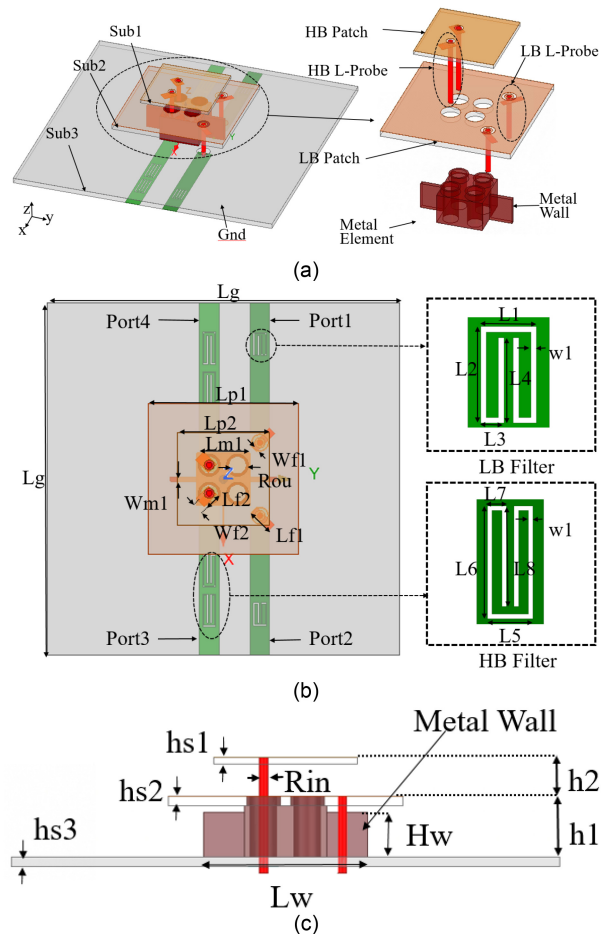 Sub1
Sub2
Sub3
Z
X
Y
z
y
x
Gnd
HB Patch
HB L-Probe
LB L-Probe
LB Patch
Metal
Element
Metal
Wall
(a)
Lg
Port4
Port1
Lp1
Lp2
Lm1
Wf1
Z
Rou
Y
Lg
Wm1
Lf2
Wf2
Lf1
X
Port3
Port2
L1
w1
L2
L4
L3
LB Filter
L7
w1
L6
L8
L5
HB Filter
(b)
Metal Wall
hs1
Rin
h2
hs2
hs3
Hw
h1
Lw
(c)